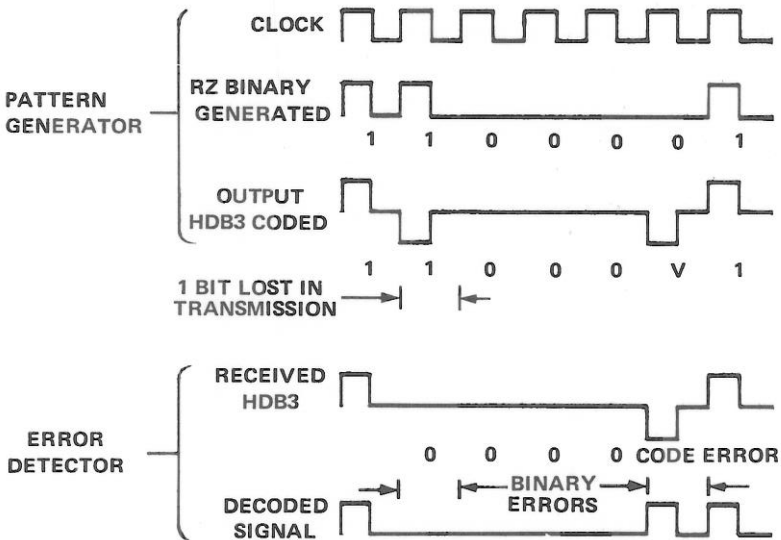 CLOCK
PATTERN
GENERATOR
RZ BINARY
GENERATED
1 1 0 0 0 0 1
OUTPUT
HDB3 CODED
1 1 0 0 0 V 1
1 BIT LOST IN
TRANSMISSION
RECEIVED
HDB3
0 0 0 0 CODE ERROR
ERROR
DETECTOR
BINARY
ERRORS
DECODED
SIGNAL